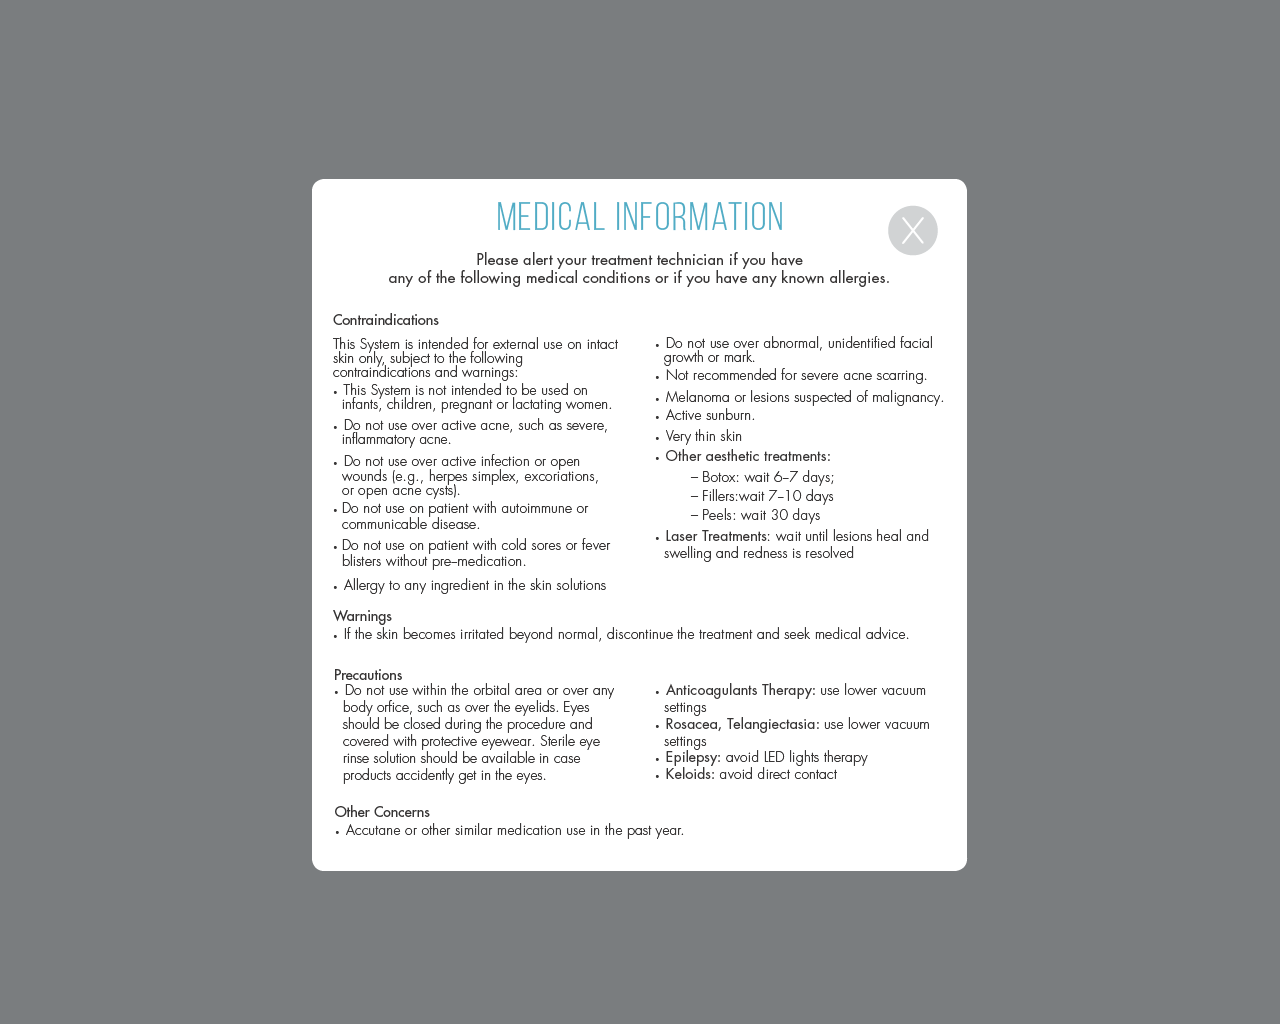 MEDICAL INFORMATION
X
Please alert your treatment technician if you have
any of the following medical conditions or if you have any known allergies.
Contraindications
This System is intended for external use on intact
skin only, subject to the following
contraindications and warnings:
• This System is not intended to be used on
infants, children, pregnant or lactating women.
• Do not use over active acne, such as severe,
inflammatory acne.
• Do not use over active infection or open
wounds (e.g., herpes simplex, excoriations,
or open acne cysts).
• Do not use on patient with autoimmune or
communicable disease.
• Do not use on patient with cold sores or fever
blisters without pre–medication.
• Allergy to any ingredient in the skin solutions
• Do not use over abnormal, unidentified facial
growth or mark.
• Not recommended for severe acne scarring.
• Melanoma or lesions suspected of malignancy.
• Active sunburn.
• Very thin skin
• Other aesthetic treatments:
– Botox: wait 6–7 days;
– Fillers:wait 7–10 days
– Peels: wait 30 days
• Laser Treatments: wait until lesions heal and
swelling and redness is resolved
Warnings
• If the skin becomes irritated beyond normal, discontinue the treatment and seek medical advice.
Precautions
• Do not use within the orbital area or over any
body orfice, such as over the eyelids. Eyes
should be closed during the procedure and
covered with protective eyewear. Sterile eye
rinse solution should be available in case
products accidently get in the eyes.
• Anticoagulants Therapy: use lower vacuum
settings
• Rosacea, Telangiectasia: use lower vacuum
settings
• Epilepsy: avoid LED lights therapy
• Keloids: avoid direct contact
Other Concerns
• Accutane or other similar medication use in the past year.